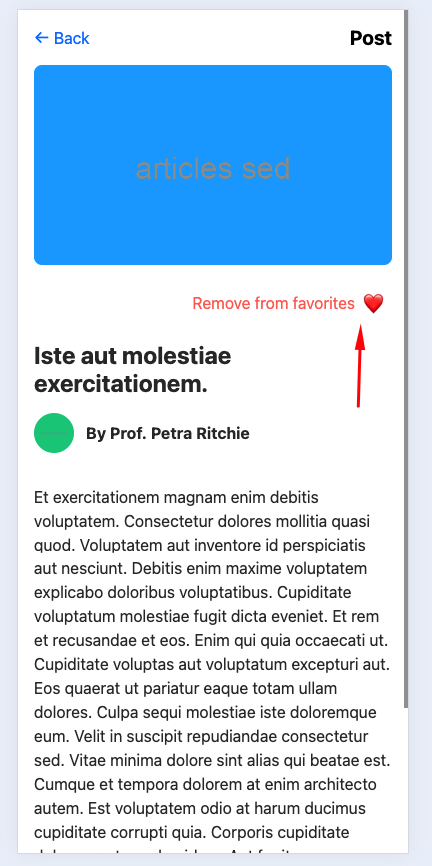 ← Back
Post
articles sed
Remove from favorites ❤️
Iste aut molestiae
exercitationem.
By Prof. Petra Ritchie
Et exercitationem magnam enim debitis
voluptatem. Consectetur dolores mollitia quasi
quod. Voluptatem aut inventore id perspiciatis
aut nesciunt. Debitis enim maxime voluptatem
explicabo doloribus voluptatibus. Cupiditate
voluptatum molestiae fugit dicta eveniet. Et rem
et recusandae et eos. Enim qui quia occaecati ut.
Cupiditate voluptas aut voluptatum excepturi aut.
Eos quaerat ut pariatur eaque totam ullam
dolores. Culpa sequi molestiae iste doloremque
eum. Velit in suscipit repudiandae consectetur
sed. Vitae minima dolore sint alias qui beatae est.
Cumque et tempora dolorem at enim architecto
autem. Est voluptatem odio at harum ducimus
cupiditate corrupti quia. Corporis cupiditate